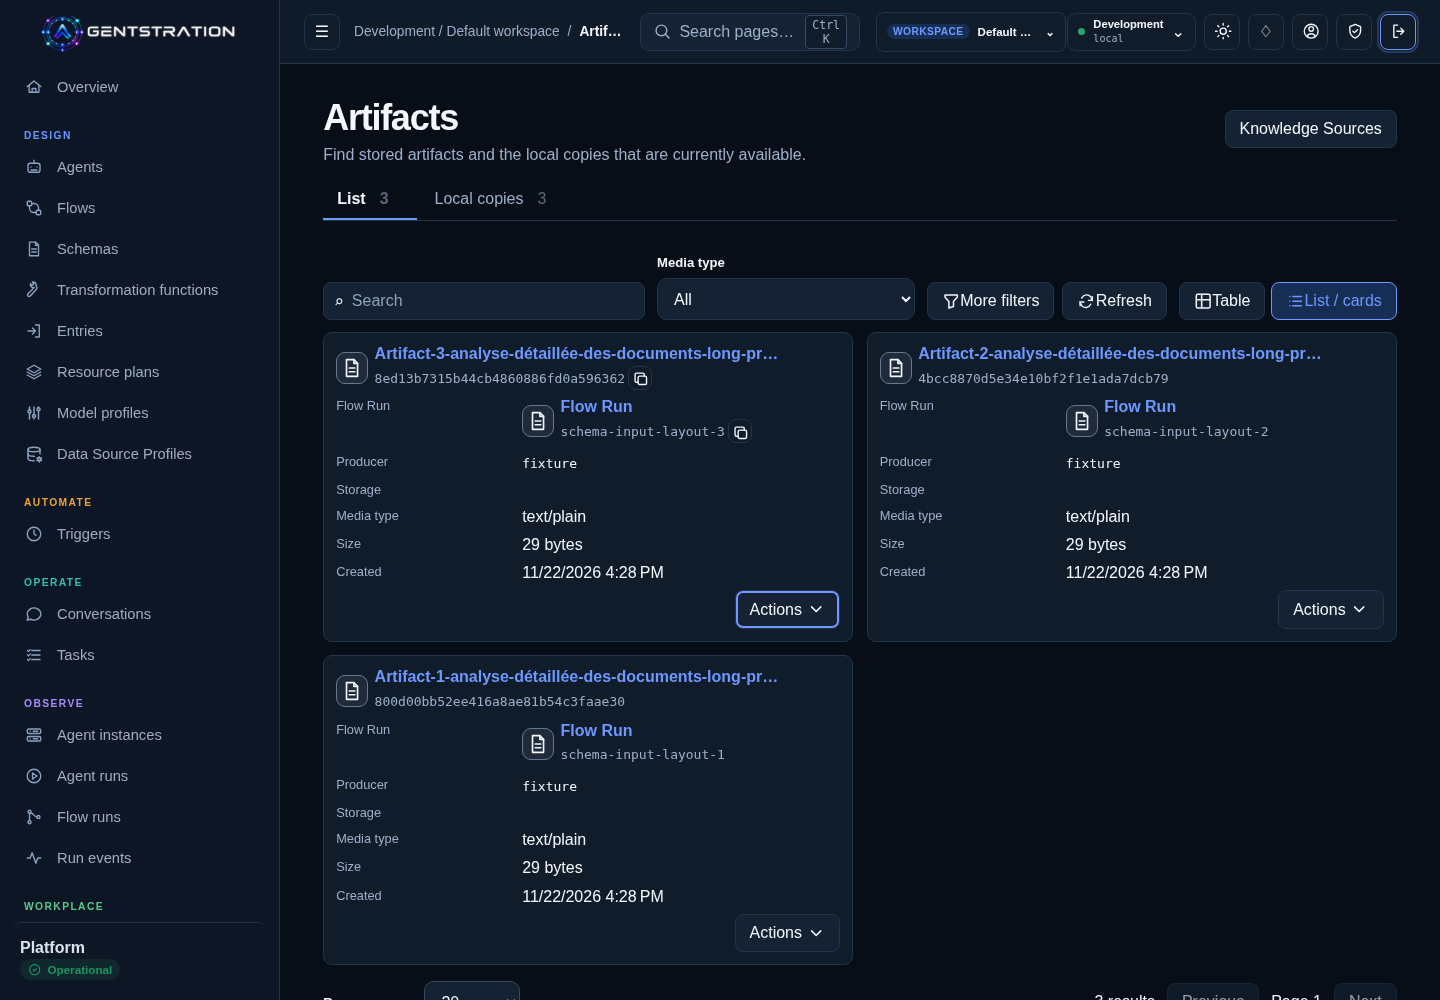 GENTSTRATION
Overview
DESIGN
Agents
Flows
Schemas
Transformation functions
Entries
Resource plans
Model profiles
Data Source Profiles
AUTOMATE
Triggers
OPERATE
Conversations
Tasks
OBSERVE
Agent instances
Agent runs
Flow runs
Run events
WORKPLACE
Platform
Operational
Development / Default workspace / Artif…
Search pages…
Ctrl
K
WORKSPACE Default …
Development
local
Artifacts
Find stored artifacts and the local copies that are currently available.
Knowledge Sources
List 3
Local copies 3
Media type
Search
All
More filters
Refresh
Table
List / cards
Artifact-3-analyse-détaillée-des-documents-long-pr…
8ed13b7315b44cb4860886fd0a596362
Flow Run
Flow Run
schema-input-layout-3
Producer
fixture
Storage
Media type
text/plain
Size
29 bytes
Created
11/22/2026 4:28 PM
Actions
Artifact-2-analyse-détaillée-des-documents-long-pr…
4bcc8870d5e34e10bf2f1e1ada7dcb79
Flow Run
Flow Run
schema-input-layout-2
Producer
fixture
Storage
Media type
text/plain
Size
29 bytes
Created
11/22/2026 4:28 PM
Actions
Artifact-1-analyse-détaillée-des-documents-long-pr…
800d00bb52ee416a8ae81b54c3faae30
Flow Run
Flow Run
schema-input-layout-1
Producer
fixture
Storage
Media type
text/plain
Size
29 bytes
Created
11/22/2026 4:28 PM
Actions
20
3 results
Previous
Page 1
Next